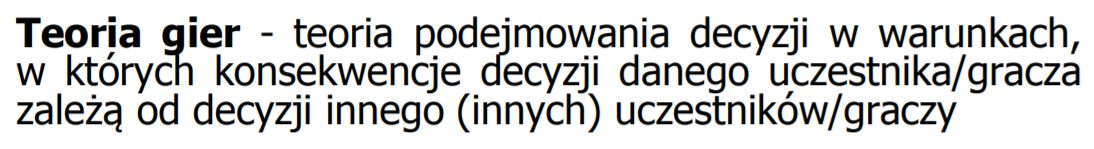 Teoria gier - teoria podejmowania decyzji w warunkach,
w których konsekwencje decyzji danego uczestnika/gracza
zależą od decyzji innego (innych) uczestników/graczy